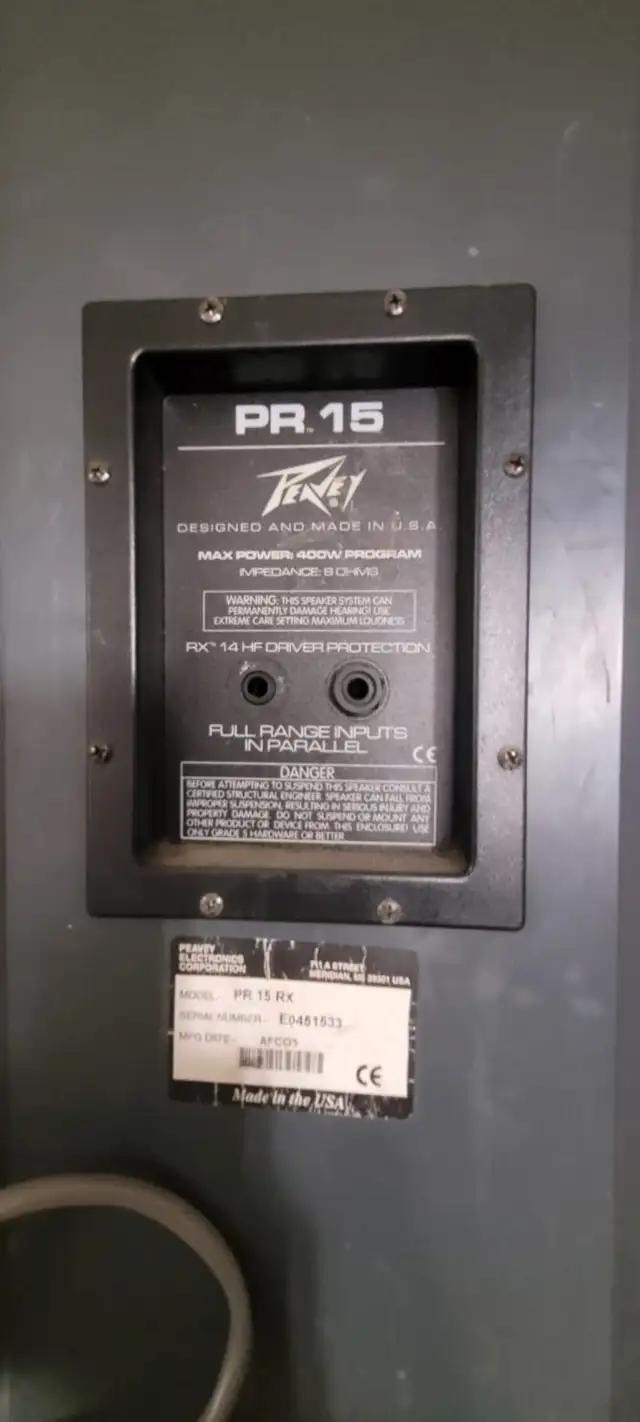 PR™ 15
PEAVEY®
DESIGNED AND MADE IN U.S.A.
MAX POWER: 400W PROGRAM
IMPEDANCE: 8 OHMS
WARNING: THIS SPEAKER SYSTEM CAN
PERMANENTLY DAMAGE HEARING! USE
EXTREME CARE SETTING MAXIMUM LOUDNESS
RX™ 14 HF DRIVER PROTECTION
FULL RANGE INPUTS
IN PARALLEL
CE
DANGER
BEFORE ATTEMPTING TO SUSPEND THIS SPEAKER CONSULT A
CERTIFIED STRUCTURAL ENGINEER. SPEAKER CAN FALL FROM
IMPROPER SUSPENSION, RESULTING IN SERIOUS INJURY AND
PROPERTY DAMAGE. DO NOT SUSPEND OR MOUNT ANY
OTHER PRODUCT OR DEVICE FROM THIS ENCLOSURE! USE
ONLY GRADE 5 HARDWARE OR BETTER
PEAVEY
ELECTRONICS
CORPORATION
711 A STREET
MERIDIAN, MS 39301 USA
MODEL- PR 15 RX
SERIAL NUMBER- E0451533
MFG DATE-
CE
Made in the USA